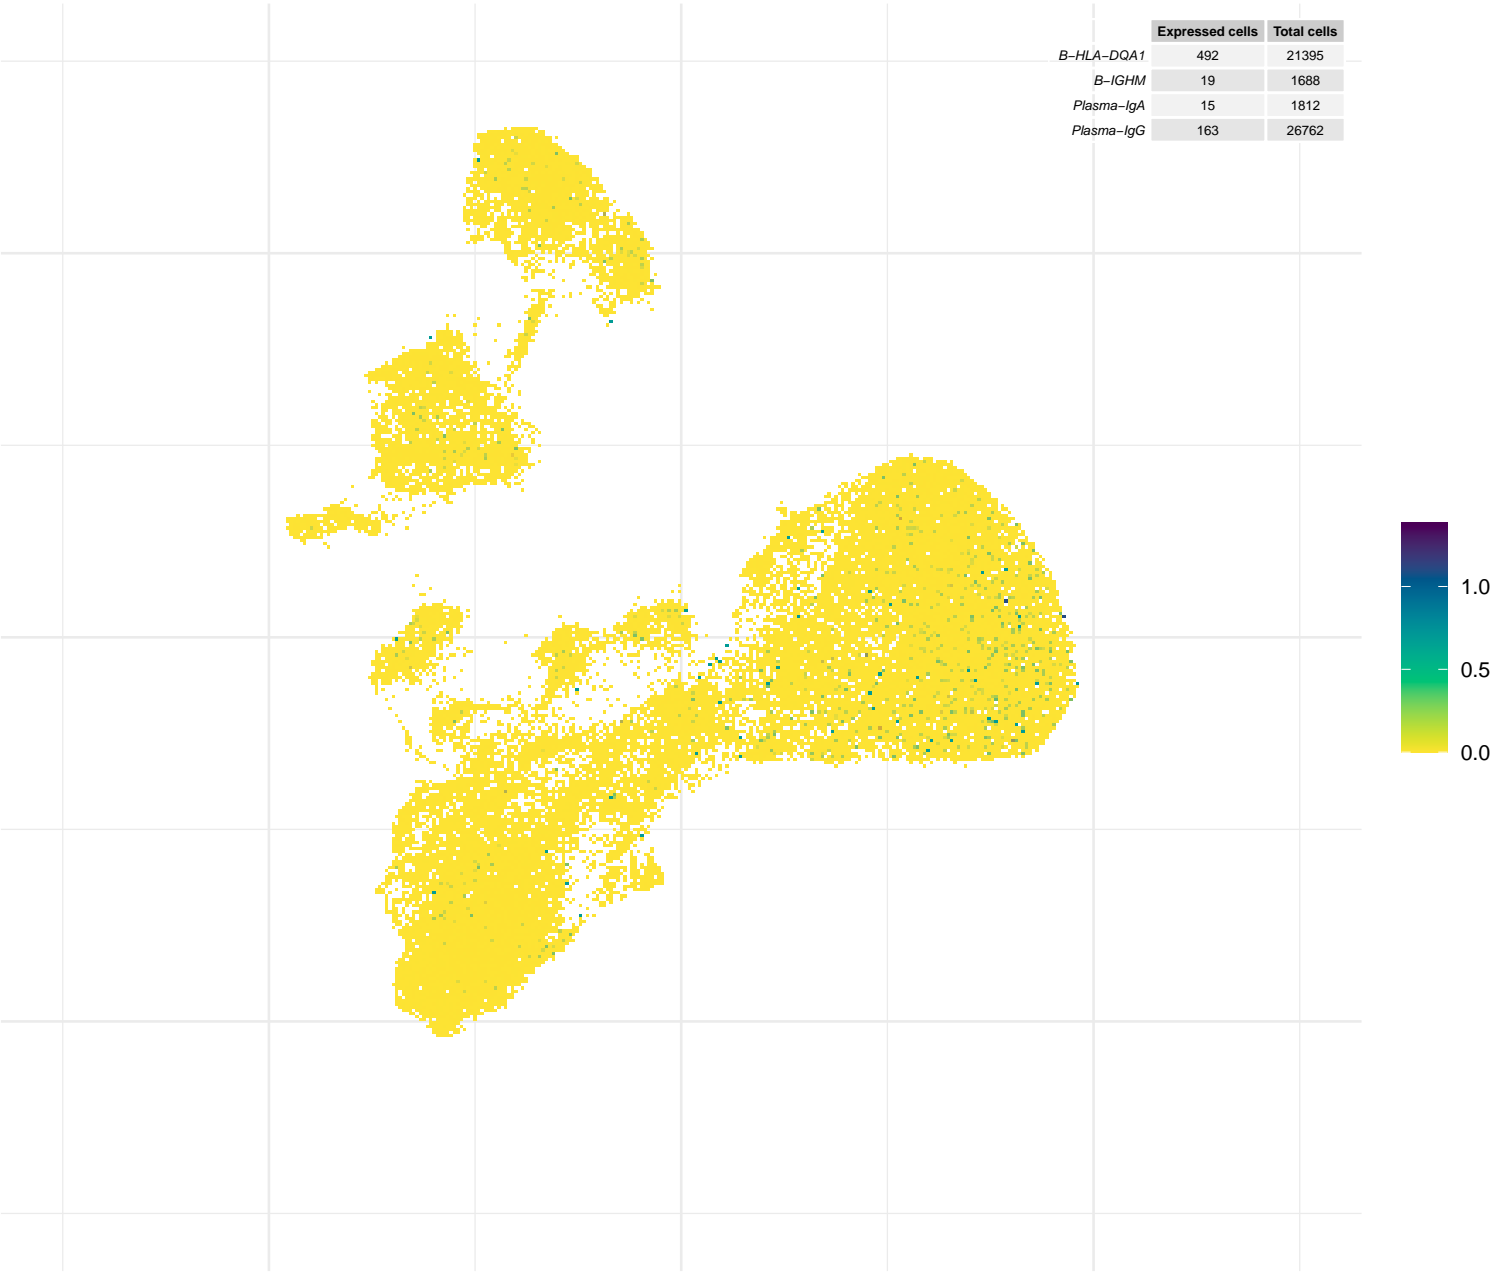 Expressed cells Total cells
B−HLA−DQA1 492 21395
B−IGHM 19 1688
Plasma−IgA 15 1812
Plasma−IgG 163 26762
1.0
0.5
0.0